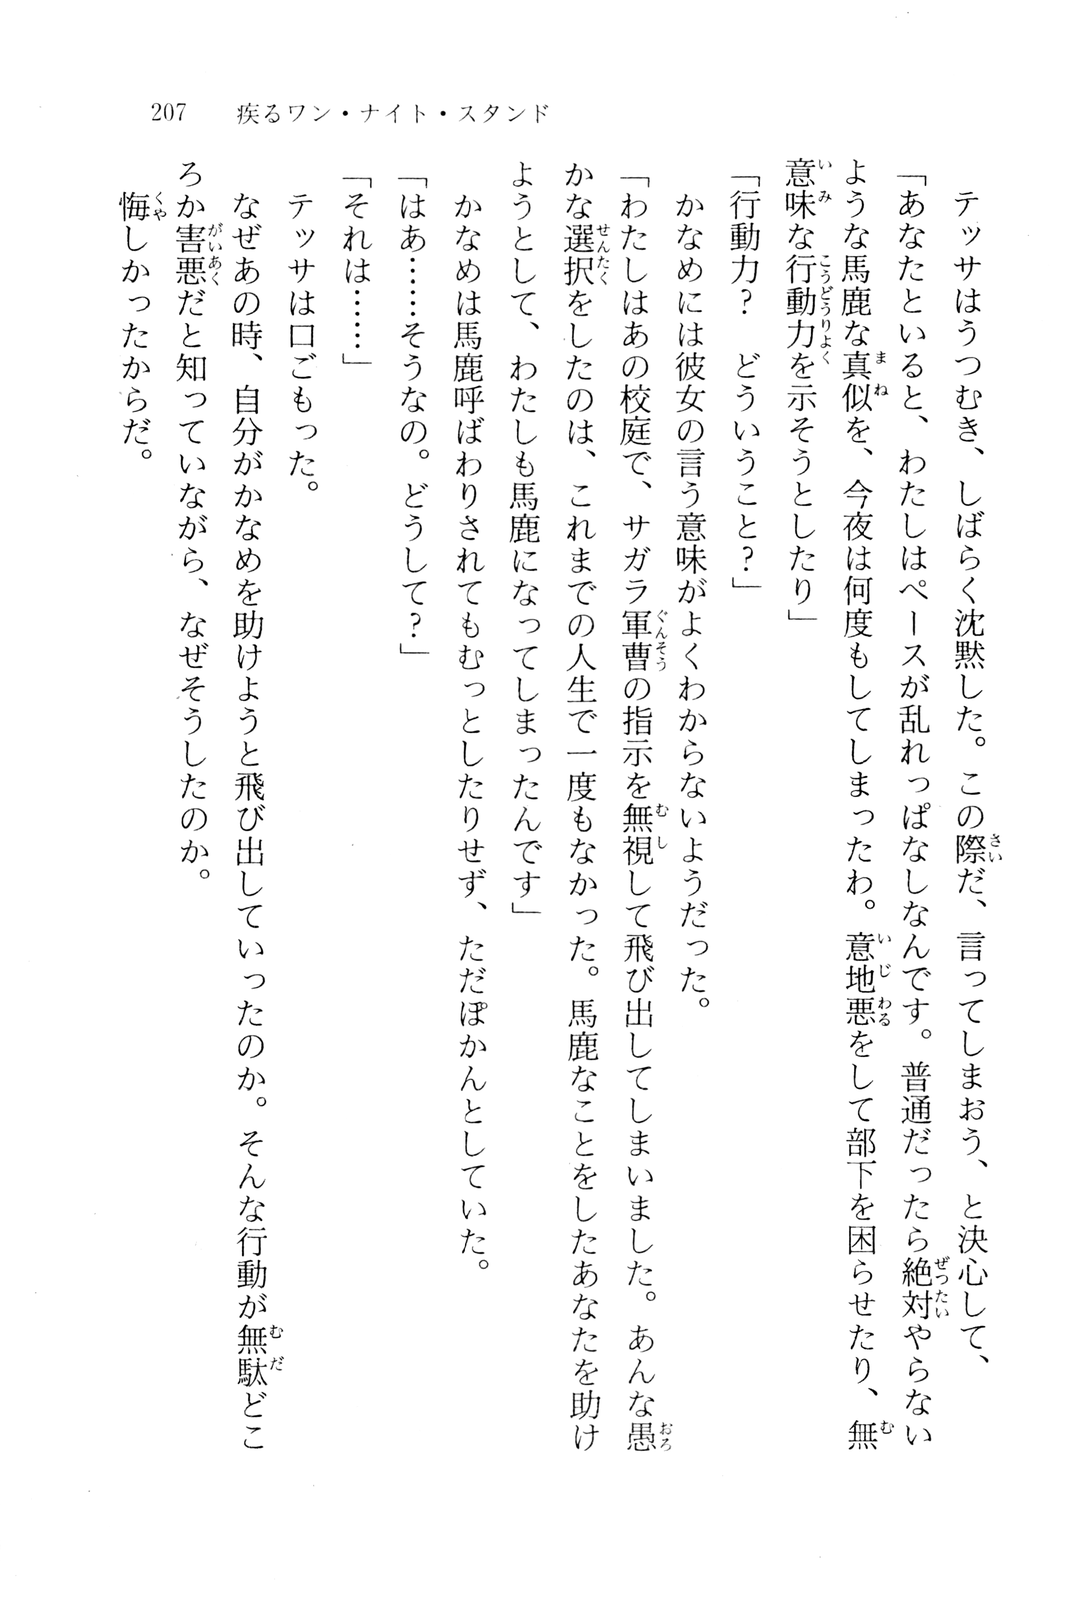 207　疾るワン・ナイト・スタンド
　テッサはうつむき、しばらく沈黙した。この際だ、言ってしまおう、と決心して、
「あなたといると、わたしはペースが乱れっぱなしなんです。普通だったら絶対やらない
ような馬鹿な真似を、今夜は何度もしてしまったわ。意地悪をして部下を困らせたり、無
意味な行動力を示そうとしたり」
「行動力？　どういうこと？」
　かなめには彼女の言う意味がよくわからないようだった。
「わたしはあの校庭で、サガラ軍曹の指示を無視して飛び出してしまいました。あんな愚
かな選択をしたのは、これまでの人生で一度もなかった。馬鹿なことをしたあなたを助け
ようとして、わたしも馬鹿になってしまったんです」
　かなめは馬鹿呼ばわりされてもむっとしたりせず、ただぽかんとしていた。
「はあ……そうなの。どうして？」
「それは……」
　テッサは口ごもった。
　なぜあの時、自分がかなめを助けようと飛び出していったのか。そんな行動が無駄どこ
ろか害悪だと知っていながら、なぜそうしたのか。
　悔しかったからだ。